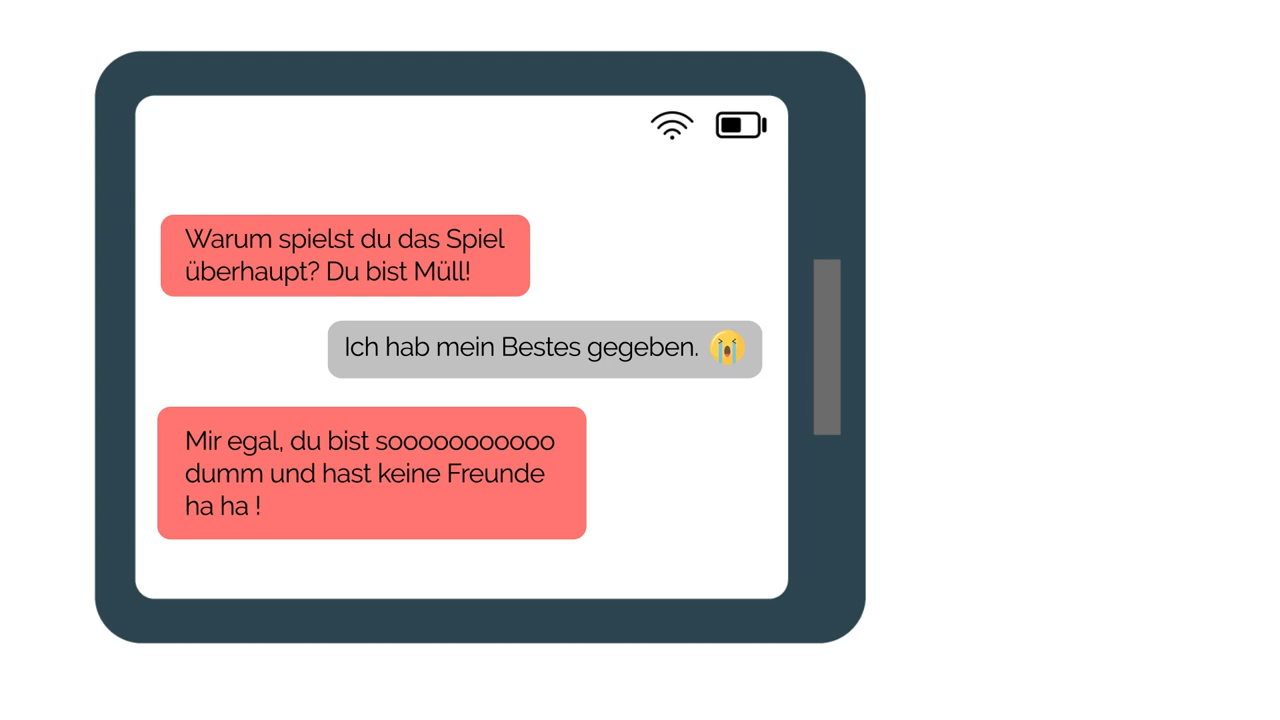 Warum spielst du das Spiel
überhaupt? Du bist Müll!
Ich hab mein Bestes gegeben. 😭
Mir egal, du bist sooooooooooo
dumm und hast keine Freunde
ha ha !